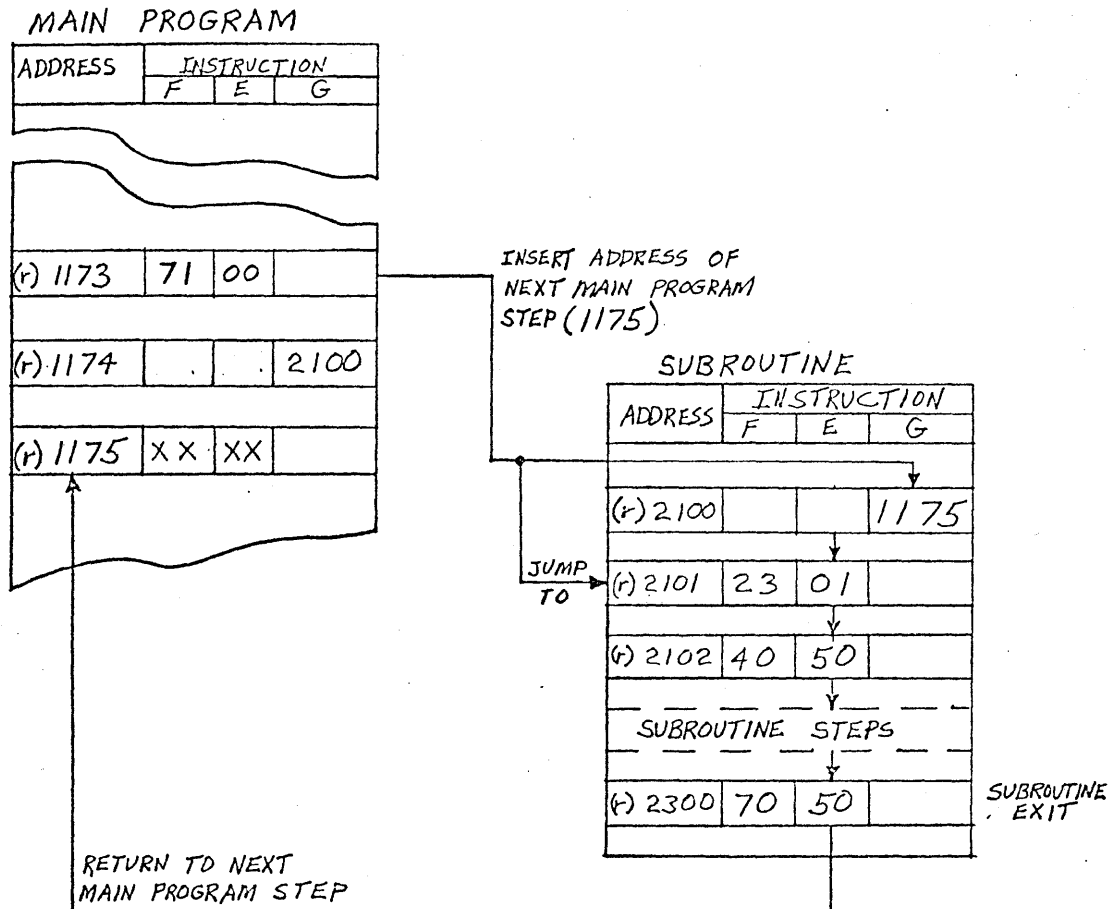 MAIN PROGRAM
ADDRESS INSTRUCTION
F E G
(r) 1173 71 00
(r) 1174 . . 2100
(r) 1175 XX XX
INSERT ADDRESS OF
NEXT MAIN PROGRAM
STEP (1175)
SUBROUTINE
ADDRESS INSTRUCTION
F E G
(r) 2100 1175
JUMP
TO
(r) 2101 23 01
(r) 2102 40 50
SUBROUTINE STEPS
(r) 2300 70 50
SUBROUTINE
EXIT
RETURN TO NEXT
MAIN PROGRAM STEP